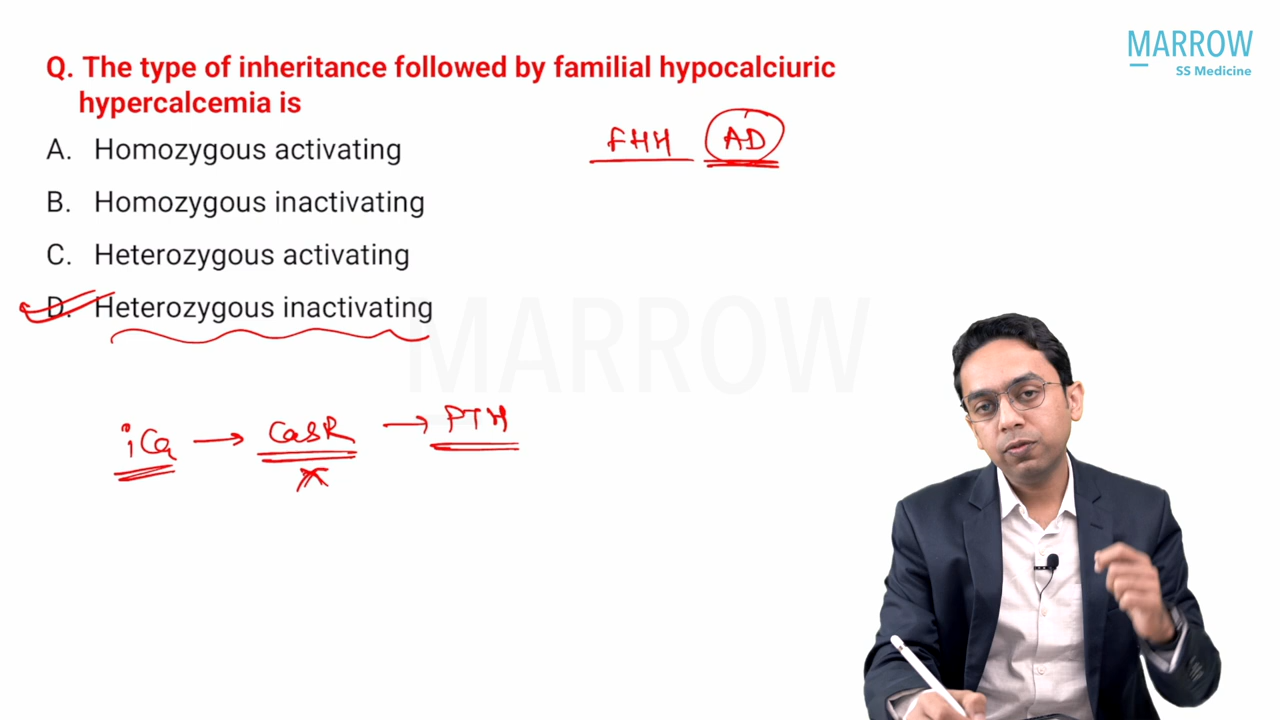 MARROW
SS Medicine
Q. The type of inheritance followed by familial hypocalciuric
hypercalcemia is
FHH AD
A. Homozygous activating
B. Homozygous inactivating
C. Heterozygous activating
D. Heterozygous inactivating
MARROW
iCa → CaSR → PTH